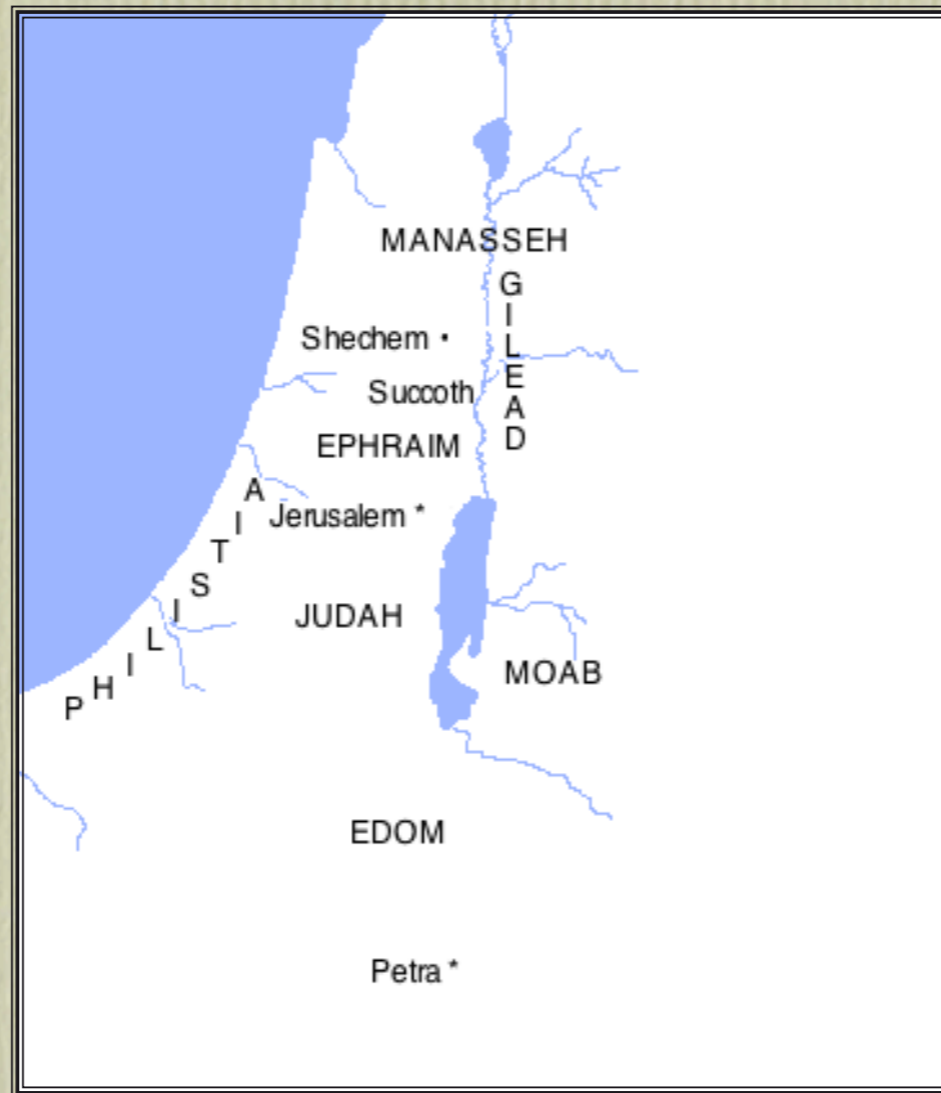 MANASSEH
GILEAD
Shechem
Succoth
EPHRAIM
PHILISTIA
Jerusalem *
JUDAH
MOAB
EDOM
Petra *